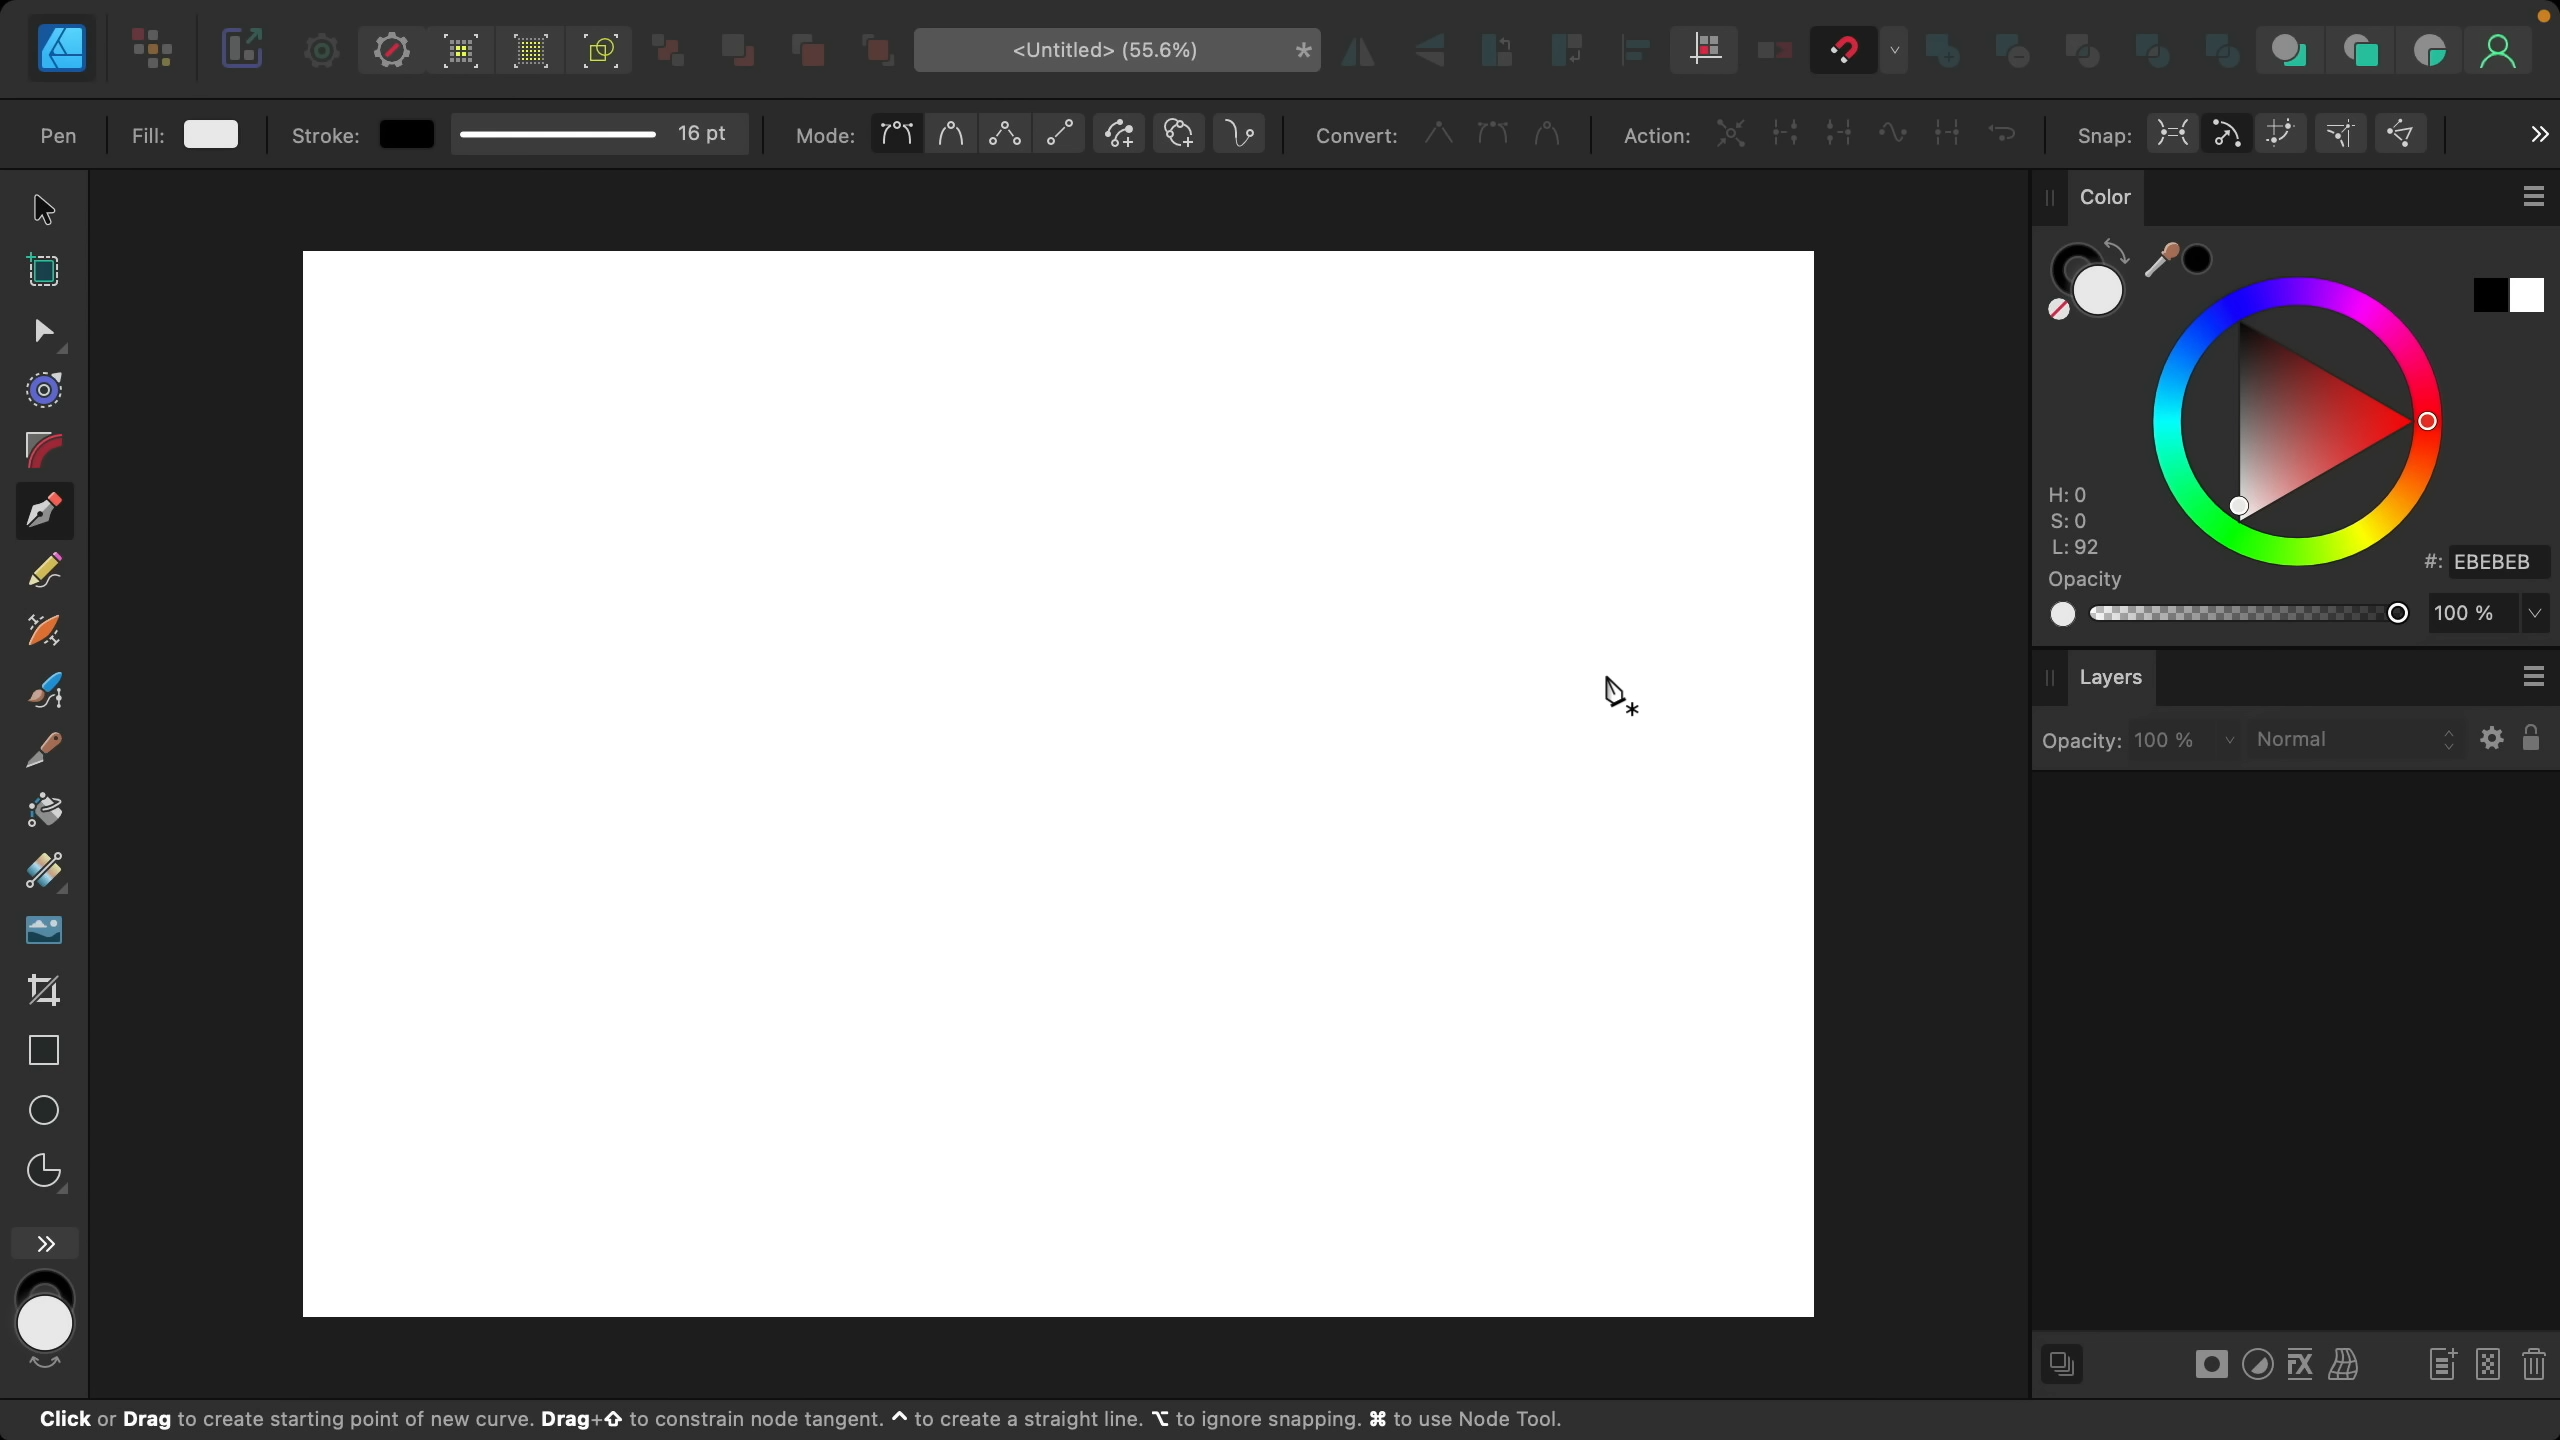 <Untitled> (55.6%)
*
Pen
Fill:
Stroke:
16 pt
Mode:
Convert:
Action:
Snap:
Color
H: 0
S: 0
L: 92
#: EBEBEB
Opacity
100 %
Layers
Opacity: 100 %
Normal
FX
Click or Drag to create starting point of new curve. Drag+⇧ to constrain node tangent. ^ to create a straight line. ⌥ to ignore snapping. ⌘ to use Node Tool.